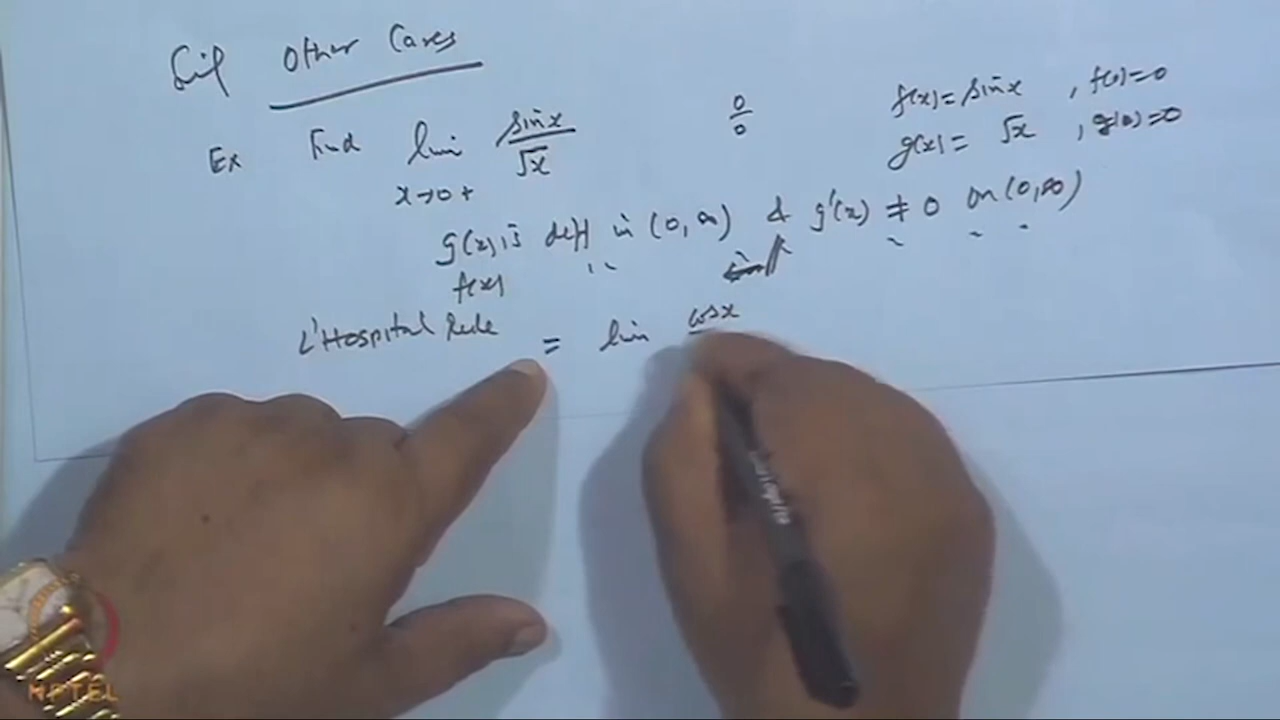 Other Cases
Ex Find lim x→0+ sin x / √x 0/0 f(x) = sin x , f(0)=0
g(x) = √x , g(0)=0
g(x) is diff in (0, ∞) & g'(x) ≠ 0 on (0, ∞)
f(x) " "
L'Hospital Rule = lim cos x
NPTEL